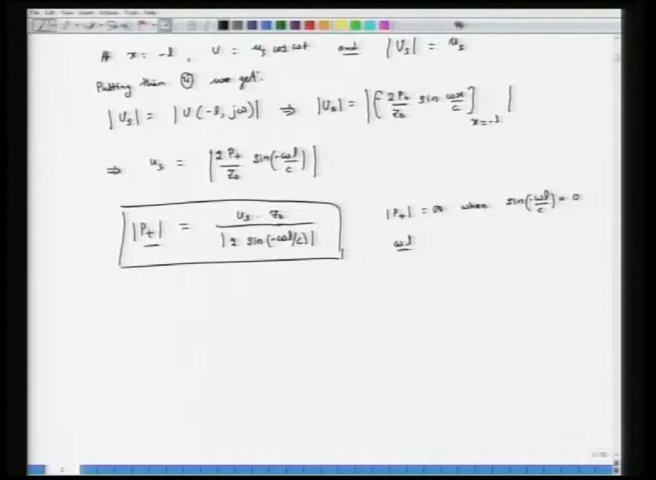 At x = -l, U = u_s cos ωt and |U_s| = u_s
Putting this in (4) we get
|U_s| = |U(-l, jω)| ⇒ |U_s| = |[2P_+/Z_0 sin ωx/c]_{x=-l}|
⇒ u_s = |2P_+/Z_0 sin(-ωl/c)|
|P_+| = u_s · Z_0 / |2 sin(-ωl/c)|
|P_+| = ∞ when sin(-ωl/c) = 0
ωl